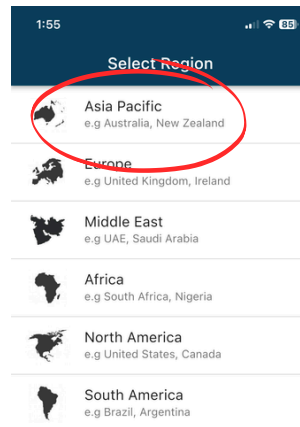 1:55
85
Select Region
Asia Pacific
e.g Australia, New Zealand
Europe
e.g United Kingdom, Ireland
Middle East
e.g UAE, Saudi Arabia
Africa
e.g South Africa, Nigeria
North America
e.g United States, Canada
South America
e.g Brazil, Argentina